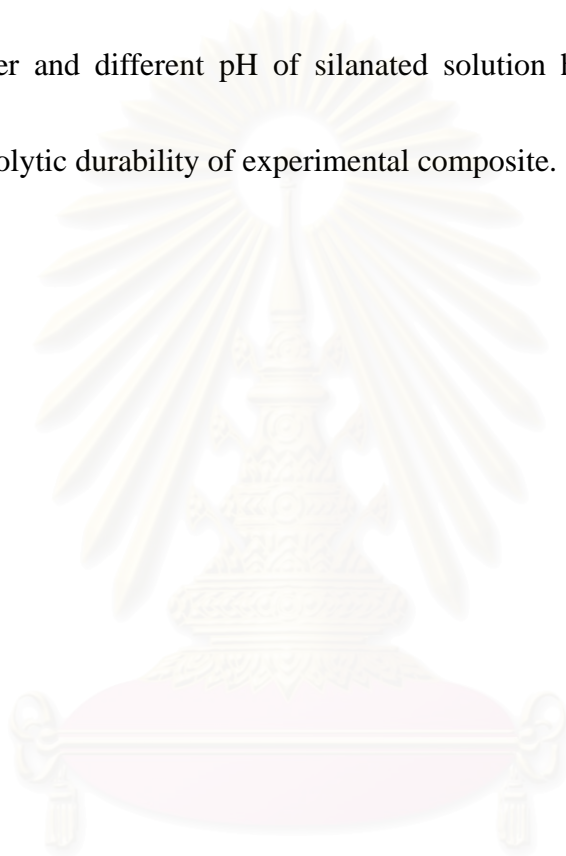 er and different pH of silanated solution
olytic durability of experimental composite.